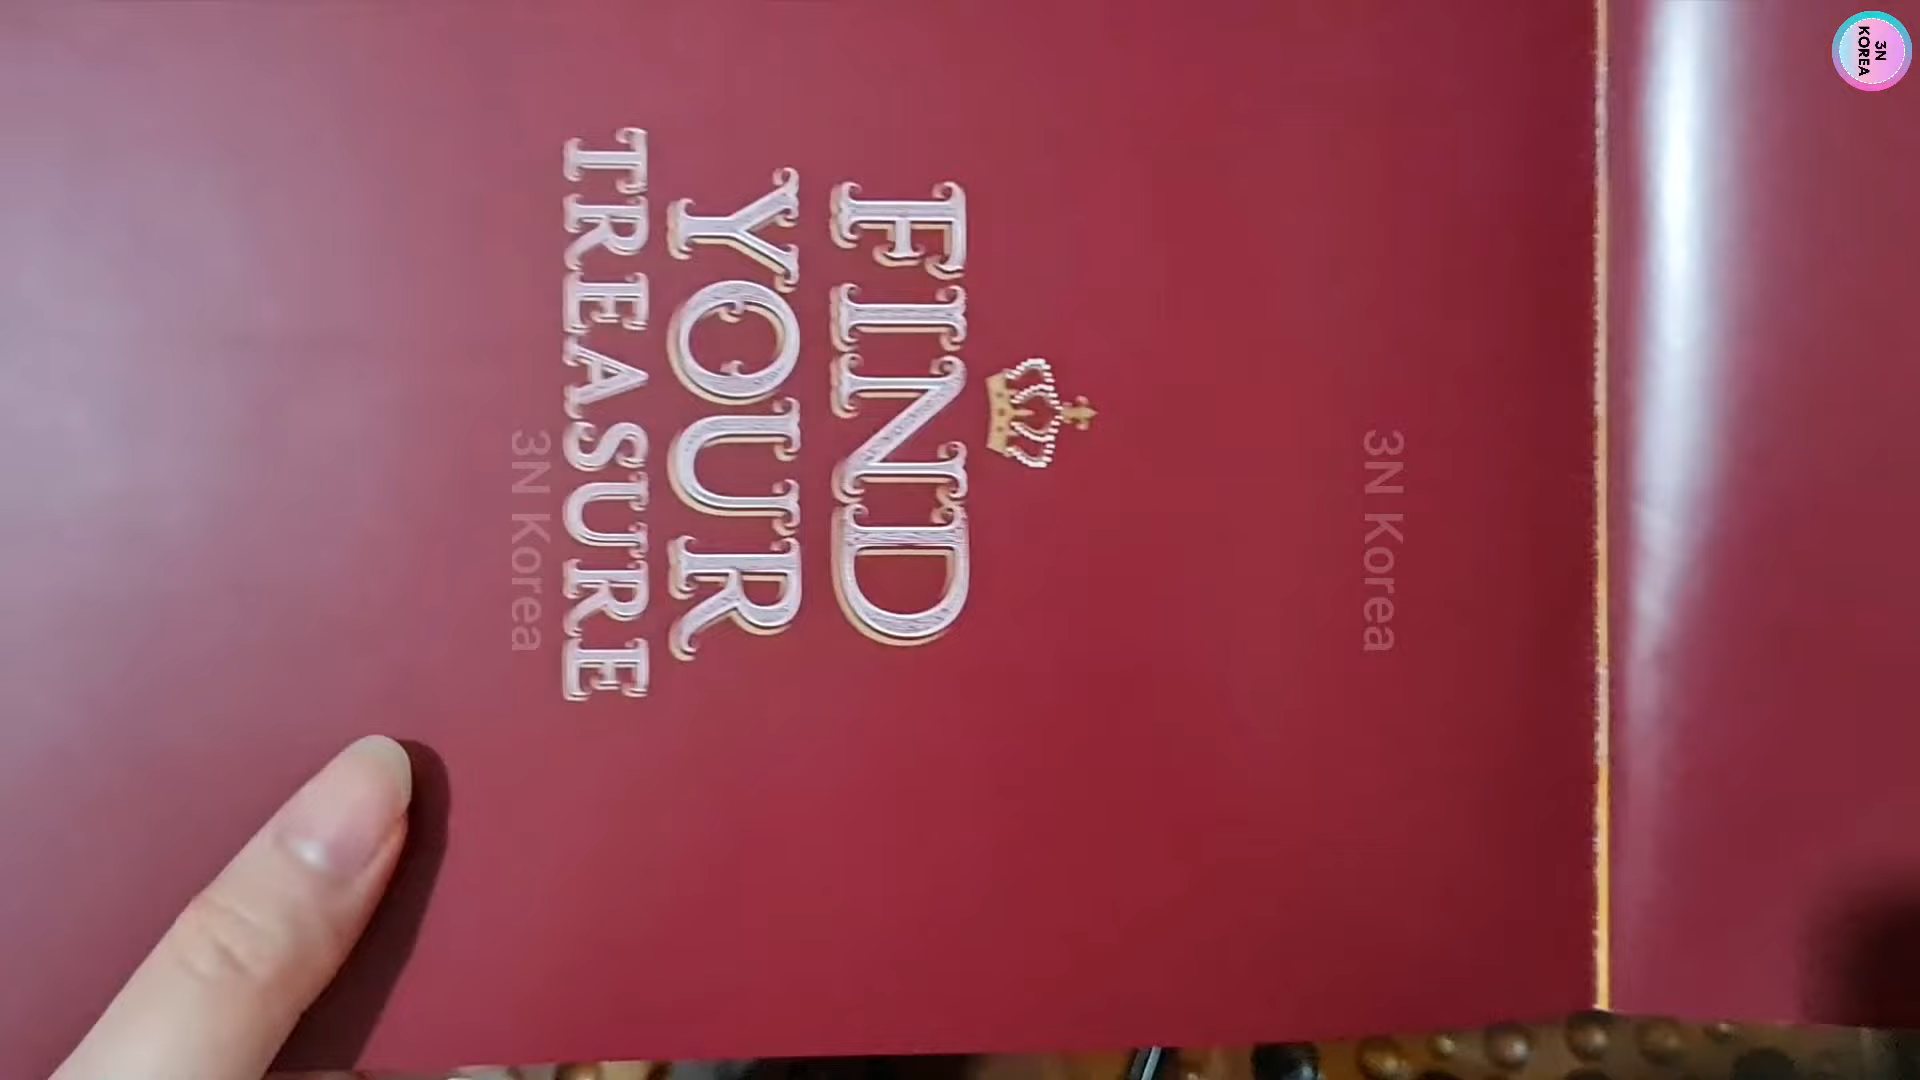 FIND
YOUR
TREASURE
3N Korea
3N Korea
3N
KOREA